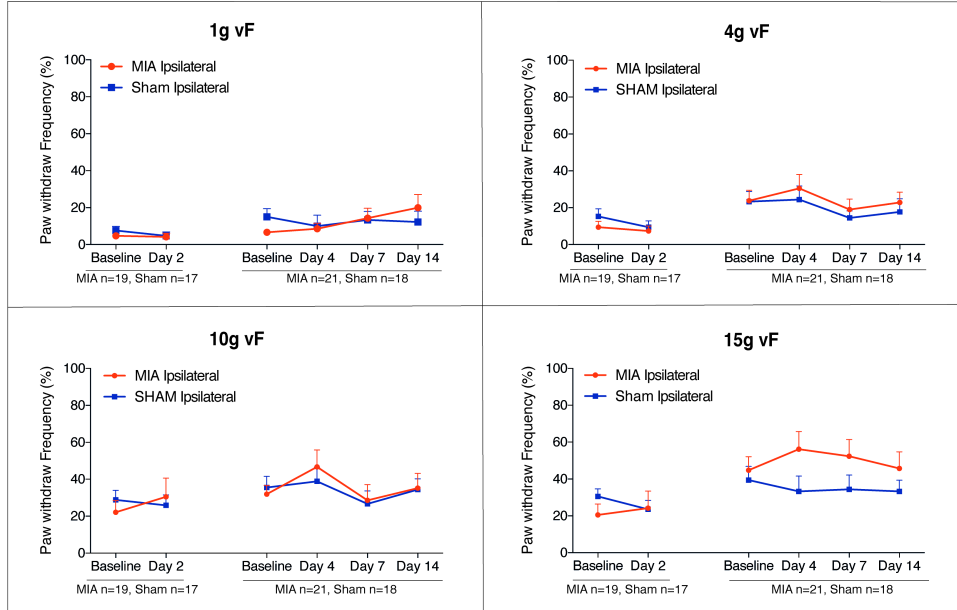 1g vF
Paw withdraw Frequency (%)
100
80
60
40
20
0
MIA Ipsilateral
Sham Ipsilateral
Baseline Day 2
Baseline Day 4 Day 7 Day 14
MIA n=19, Sham n=17
MIA n=21, Sham n=18
4g vF
Paw withdraw Frequency (%)
100
80
60
40
20
0
MIA Ipsilateral
SHAM Ipsilateral
Baseline Day 2
Baseline Day 4 Day 7 Day 14
MIA n=19, Sham n=17
MIA n=21, Sham n=18
10g vF
Paw withdraw Frequency (%)
100
80
60
40
20
0
MIA Ipsilateral
SHAM Ipsilateral
Baseline Day 2
Baseline Day 4 Day 7 Day 14
MIA n=19, Sham n=17
MIA n=21, Sham n=18
15g vF
Paw withdraw Frequency (%)
100
80
60
40
20
0
MIA Ipsilateral
Sham Ipsilateral
Baseline Day 2
Baseline Day 4 Day 7 Day 14
MIA n=19, Sham n=17
MIA n=21, Sham n=18